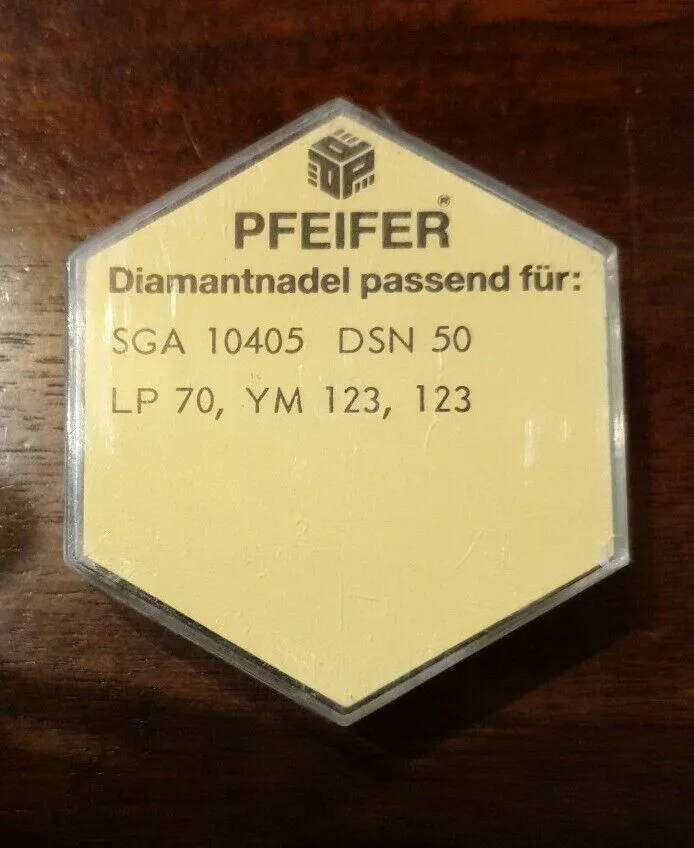 PFEIFER®
Diamantnadel passend für:
SGA 10405 DSN 50
LP 70, YM 123, 123